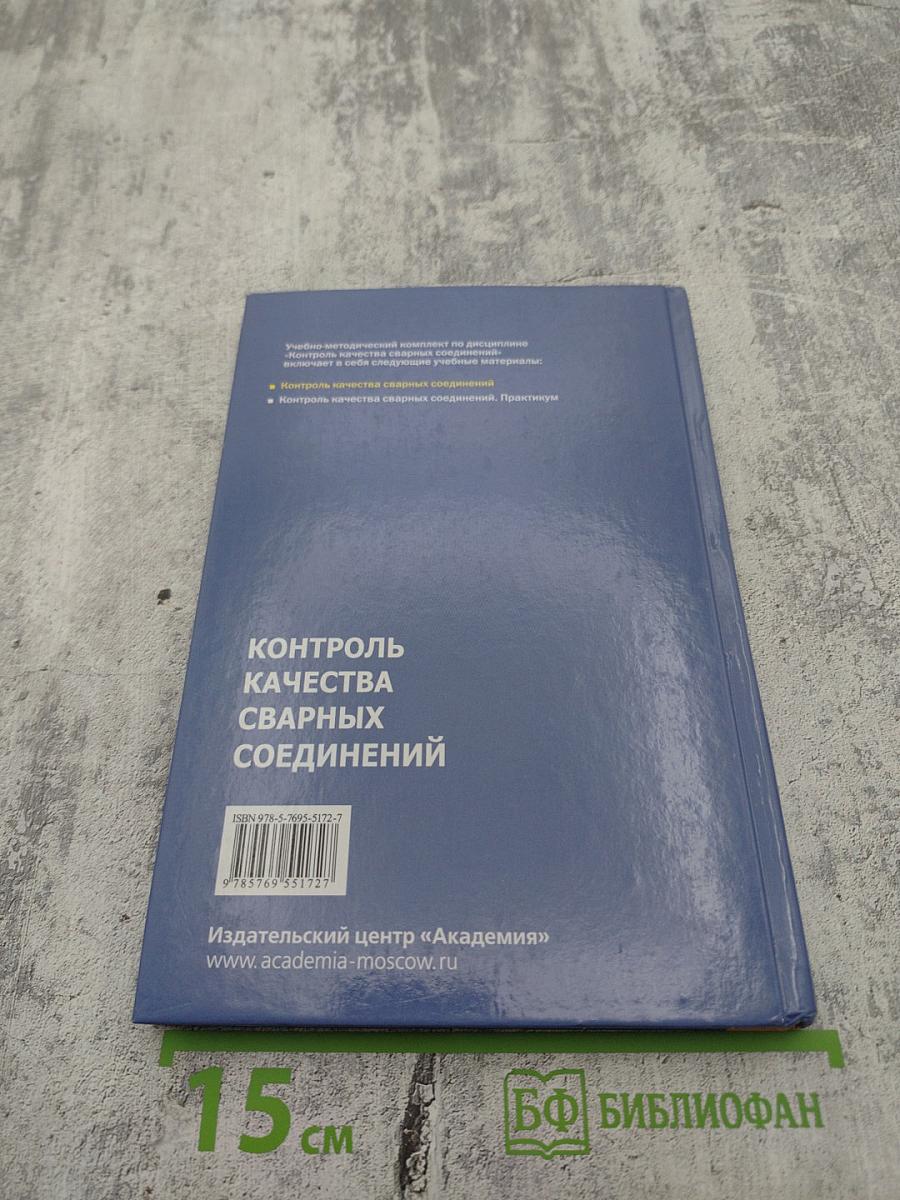 Учебно-методический комплект по дисциплине
«Контроль качества сварных соединений»
включает в себя следующие учебные материалы:
Контроль качества сварных соединений
Контроль качества сварных соединений. Практикум
КОНТРОЛЬ
КАЧЕСТВА
СВАРНЫХ
СОЕДИНЕНИЙ
ISBN 978-5-7695-5172-7
9 785769 551727
Издательский центр «Академия»
www.academia-moscow.ru
15 см
БФ БИБЛИОФАН